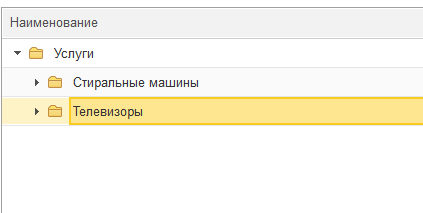 Наименование
Услуги
Стиральные машины
Телевизоры